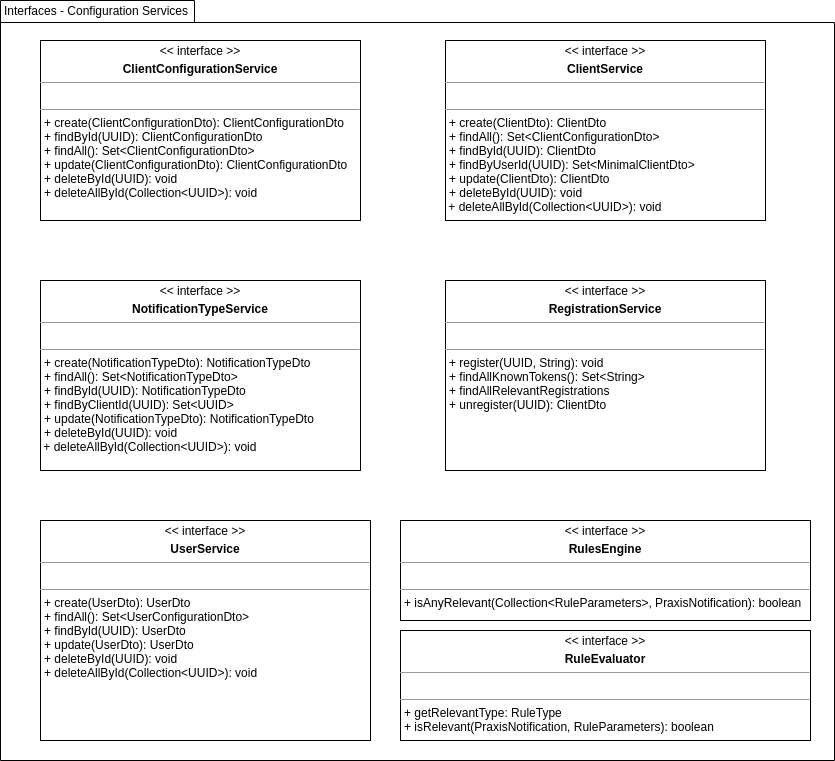 Interfaces - Configuration Services
<< interface >>
ClientConfigurationService
+ create(ClientConfigurationDto): ClientConfigurationDto
+ findById(UUID): ClientConfigurationDto
+ findAll(): Set<ClientConfigurationDto>
+ update(ClientConfigurationDto): ClientConfigurationDto
+ deleteById(UUID): void
+ deleteAllById(Collection<UUID>): void
<< interface >>
ClientService
+ create(ClientDto): ClientDto
+ findAll(): Set<ClientConfigurationDto>
+ findById(UUID): ClientDto
+ findByUserId(UUID): Set<MinimalClientDto>
+ update(ClientDto): ClientDto
+ deleteById(UUID): void
+ deleteAllById(Collection<UUID>): void
<< interface >>
NotificationTypeService
+ create(NotificationTypeDto): NotificationTypeDto
+ findAll(): Set<NotificationTypeDto>
+ findById(UUID): NotificationTypeDto
+ findByClientId(UUID): Set<UUID>
+ update(NotificationTypeDto): NotificationTypeDto
+ deleteById(UUID): void
+ deleteAllById(Collection<UUID>): void
<< interface >>
RegistrationService
+ register(UUID, String): void
+ findAllKnownTokens(): Set<String>
+ findAllRelevantRegistrations
+ unregister(UUID): ClientDto
<< interface >>
UserService
+ create(UserDto): UserDto
+ findAll(): Set<UserConfigurationDto>
+ findById(UUID): UserDto
+ update(UserDto): UserDto
+ deleteById(UUID): void
+ deleteAllById(Collection<UUID>): void
<< interface >>
RulesEngine
+ isAnyRelevant(Collection<RuleParameters>, PraxisNotification): boolean
<< interface >>
RuleEvaluator
+ getRelevantType: RuleType
+ isRelevant(PraxisNotification, RuleParameters): boolean